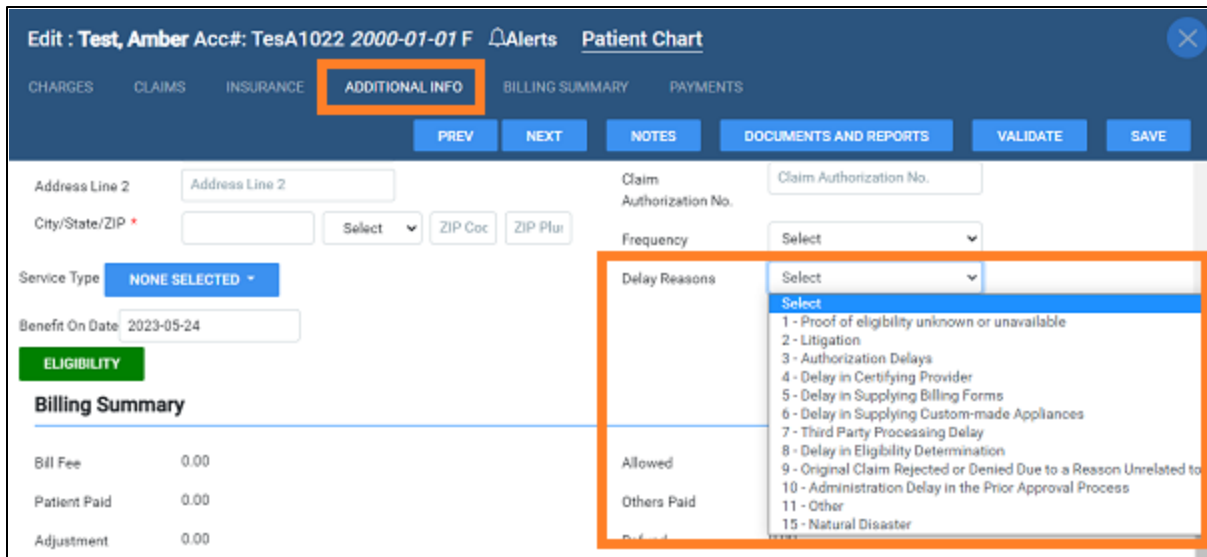 Edit : Test, Amber Acc#: TesA1022 2000-01-01 F Alerts Patient Chart
CHARGES CLAIMS INSURANCE ADDITIONAL INFO BILLING SUMMARY PAYMENTS
PREV NEXT NOTES DOCUMENTS AND REPORTS VALIDATE SAVE
Address Line 2 Address Line 2
City/State/ZIP * Select ZIP Coc ZIP Plu
Service Type NONE SELECTED
Benefit On Date 2023-05-24
ELIGIBILITY
Claim Authorization No.
Authorization No.
Frequency Select
Delay Reasons Select
Select
1 - Proof of eligibility unknown or unavailable
2 - Litigation
3 - Authorization Delays
4 - Delay in Certifying Provider
5 - Delay in Supplying Billing Forms
6 - Delay in Supplying Custom-made Appliances
7 - Third Party Processing Delay
8 - Delay in Eligibility Determination
9 - Original Claim Rejected or Denied Due to a Reason Unrelated to
10 - Administration Delay in the Prior Approval Process
11 - Other
15 - Natural Disaster
Billing Summary
Bill Fee 0.00 Allowed
Patient Paid 0.00 Others Paid
Adjustment 0.00